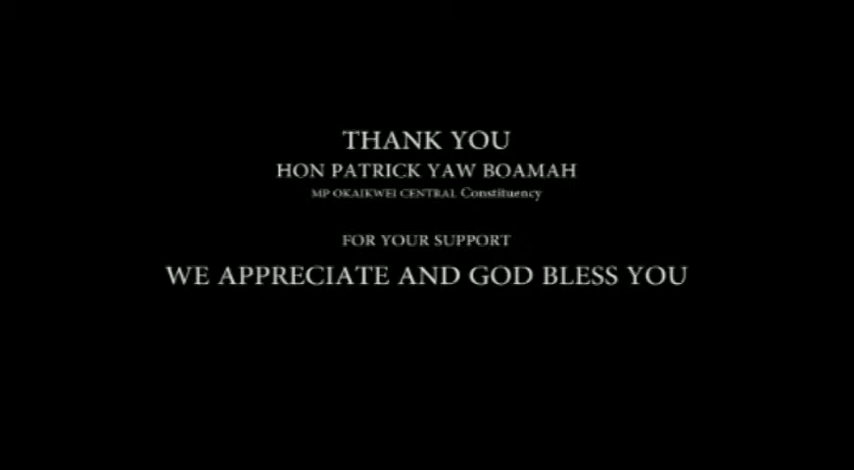 THANK YOU
HON PATRICK YAW BOAMAH
MP OKAIKWEI CENTRAL Constituency
FOR YOUR SUPPORT
WE APPRECIATE AND GOD BLESS YOU